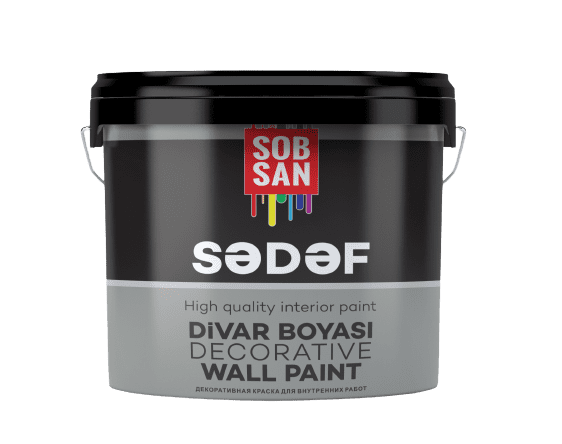 SOB
SAN
SƏDƏF
High quality interior paint
DİVAR BOYASI
DECORATIVE
WALL PAINT
ДЕКОРАТИВНАЯ КРАСКА ДЛЯ ВНУТРЕННИХ РАБОТ